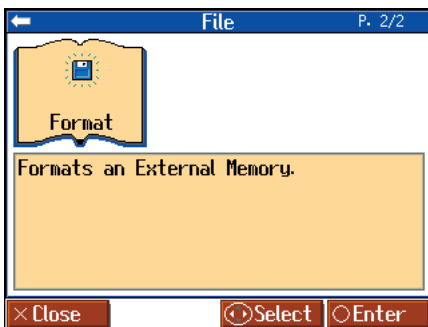 File P. 2/2
Format
Formats an External Memory.
×Close Select ○Enter